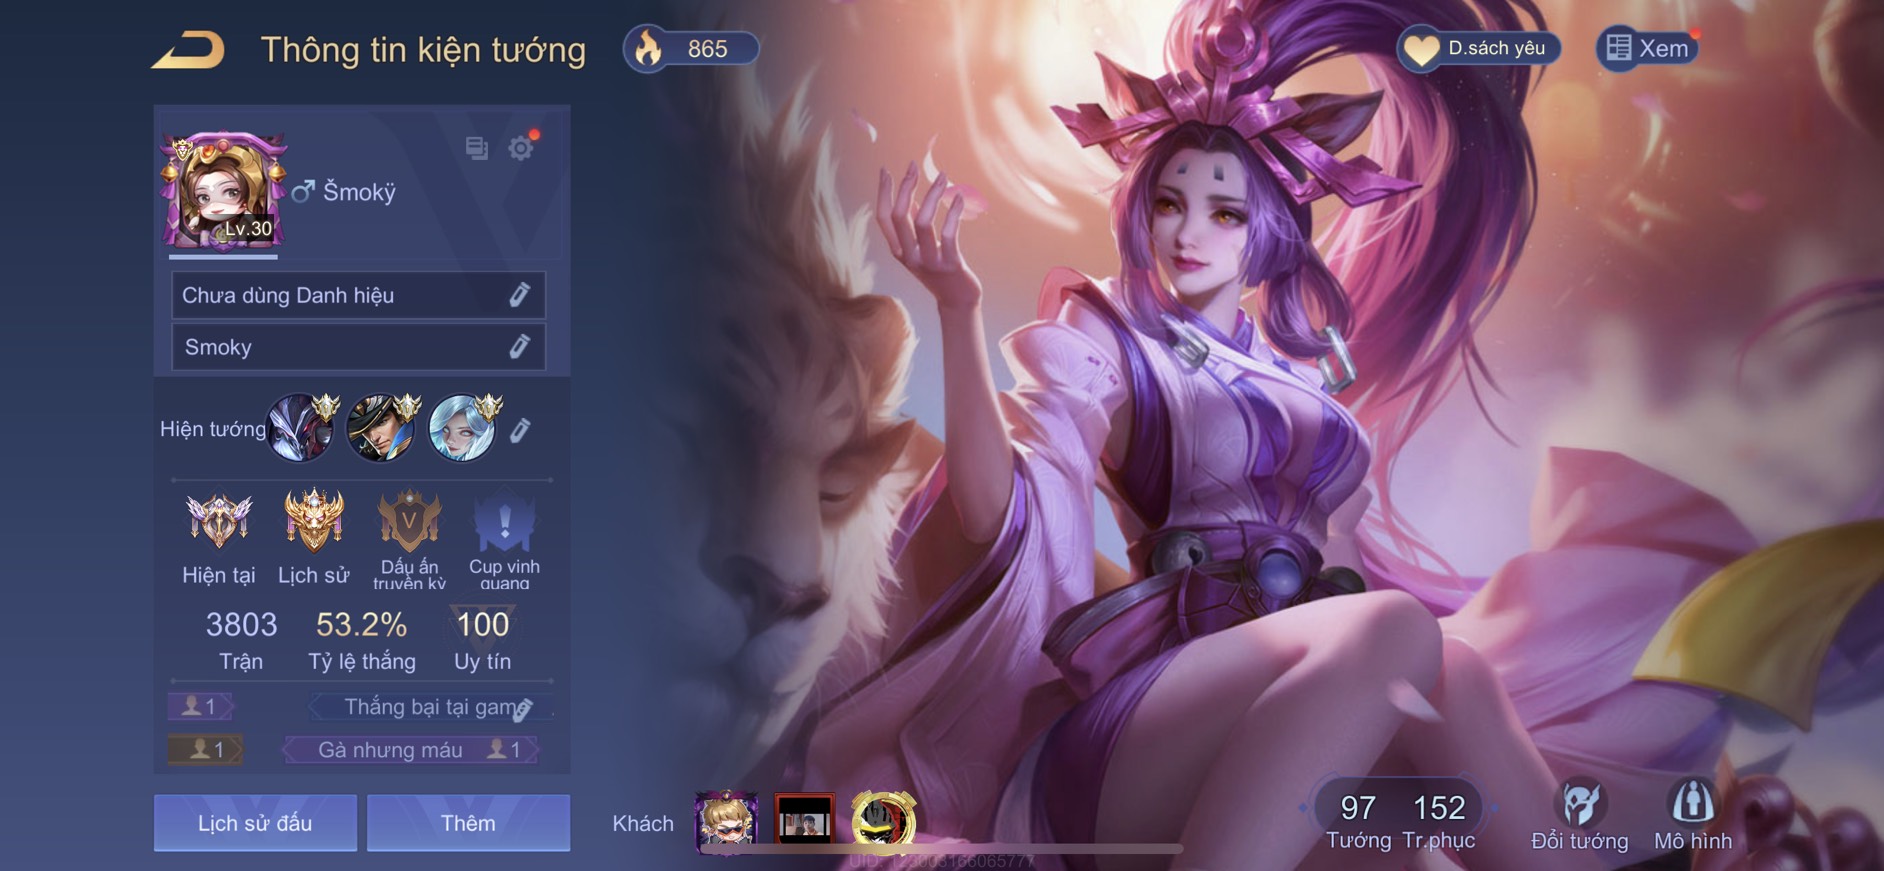 Thông tin kiện tướng
865
D.sách yêu
Xem
Lv.30
Šmokÿ
Chưa dùng Danh hiệu
Smoky
Hiện tướng
Hiện tại
Lịch sử
Dấu ấn
truyền kỳ
Cup vinh
quang
3803
53.2%
100
Trận
Tỷ lệ thắng
Uy tín
1
Thắng bại tại game
1
Gà nhưng máu
1
Lịch sử đấu
Thêm
Khách
97
152
Tướng
Tr.phục
Đổi tướng
Mô hình